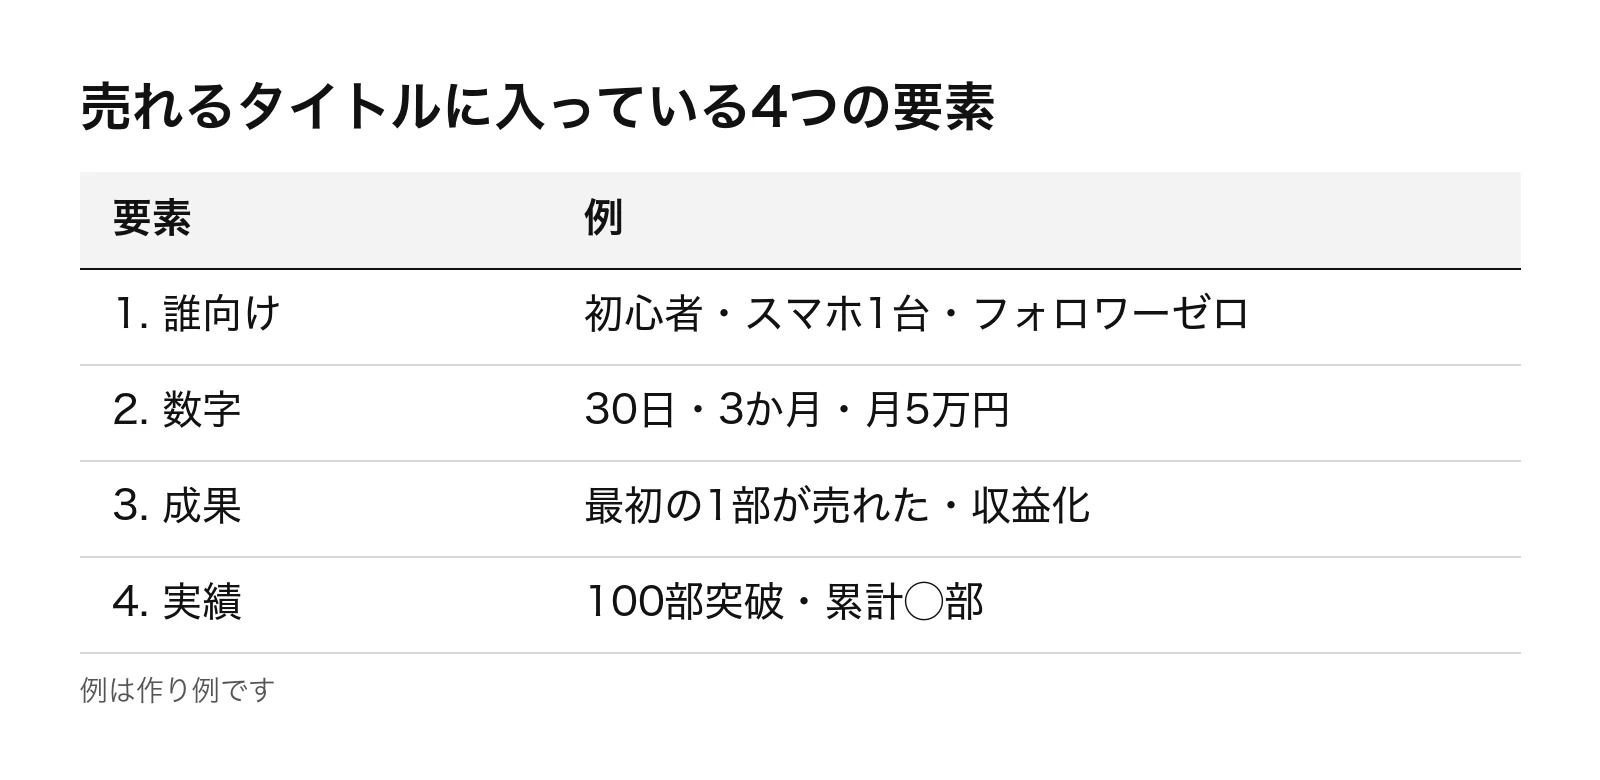 売れるタイトルに入っている4つの要素
要素 例
1. 誰向け 初心者・スマホ1台・フォロワーゼロ
2. 数字 30日・3か月・月5万円
3. 成果 最初の1部が売れた・収益化
4. 実績 100部突破・累計◯部
例は作り例です